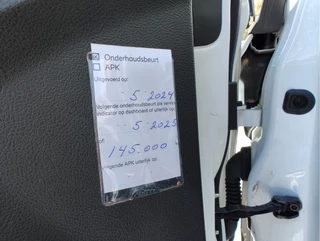 Onderhoudsbeurt
APK
Uitgevoerd op:
5 2024
Volgende onderhoudsbeurt zie service
indicator op dashboard of uiterlijk op:
5 2025
145.000
Volgende APK uiterlijk op: